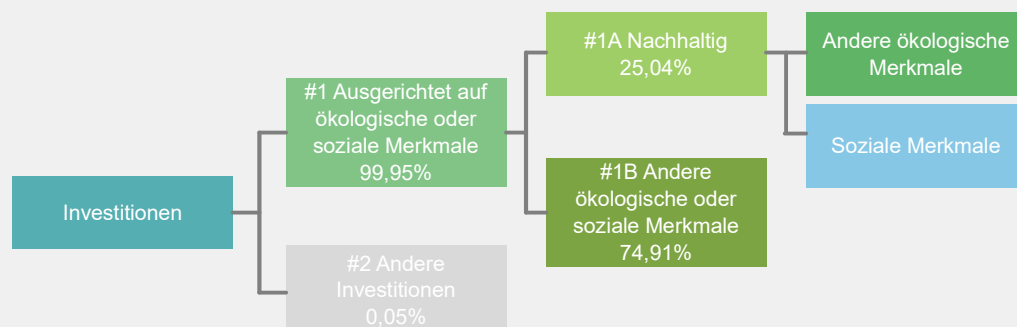 Investitionen
#1 Ausgerichtet auf
ökologische oder
soziale Merkmale
99,95%
#2 Andere
Investitionen
0,05%
#1A Nachhaltig
25,04%
#1B Andere
ökologische oder
soziale Merkmale
74,91%
Andere ökologische
Merkmale
Soziale Merkmale